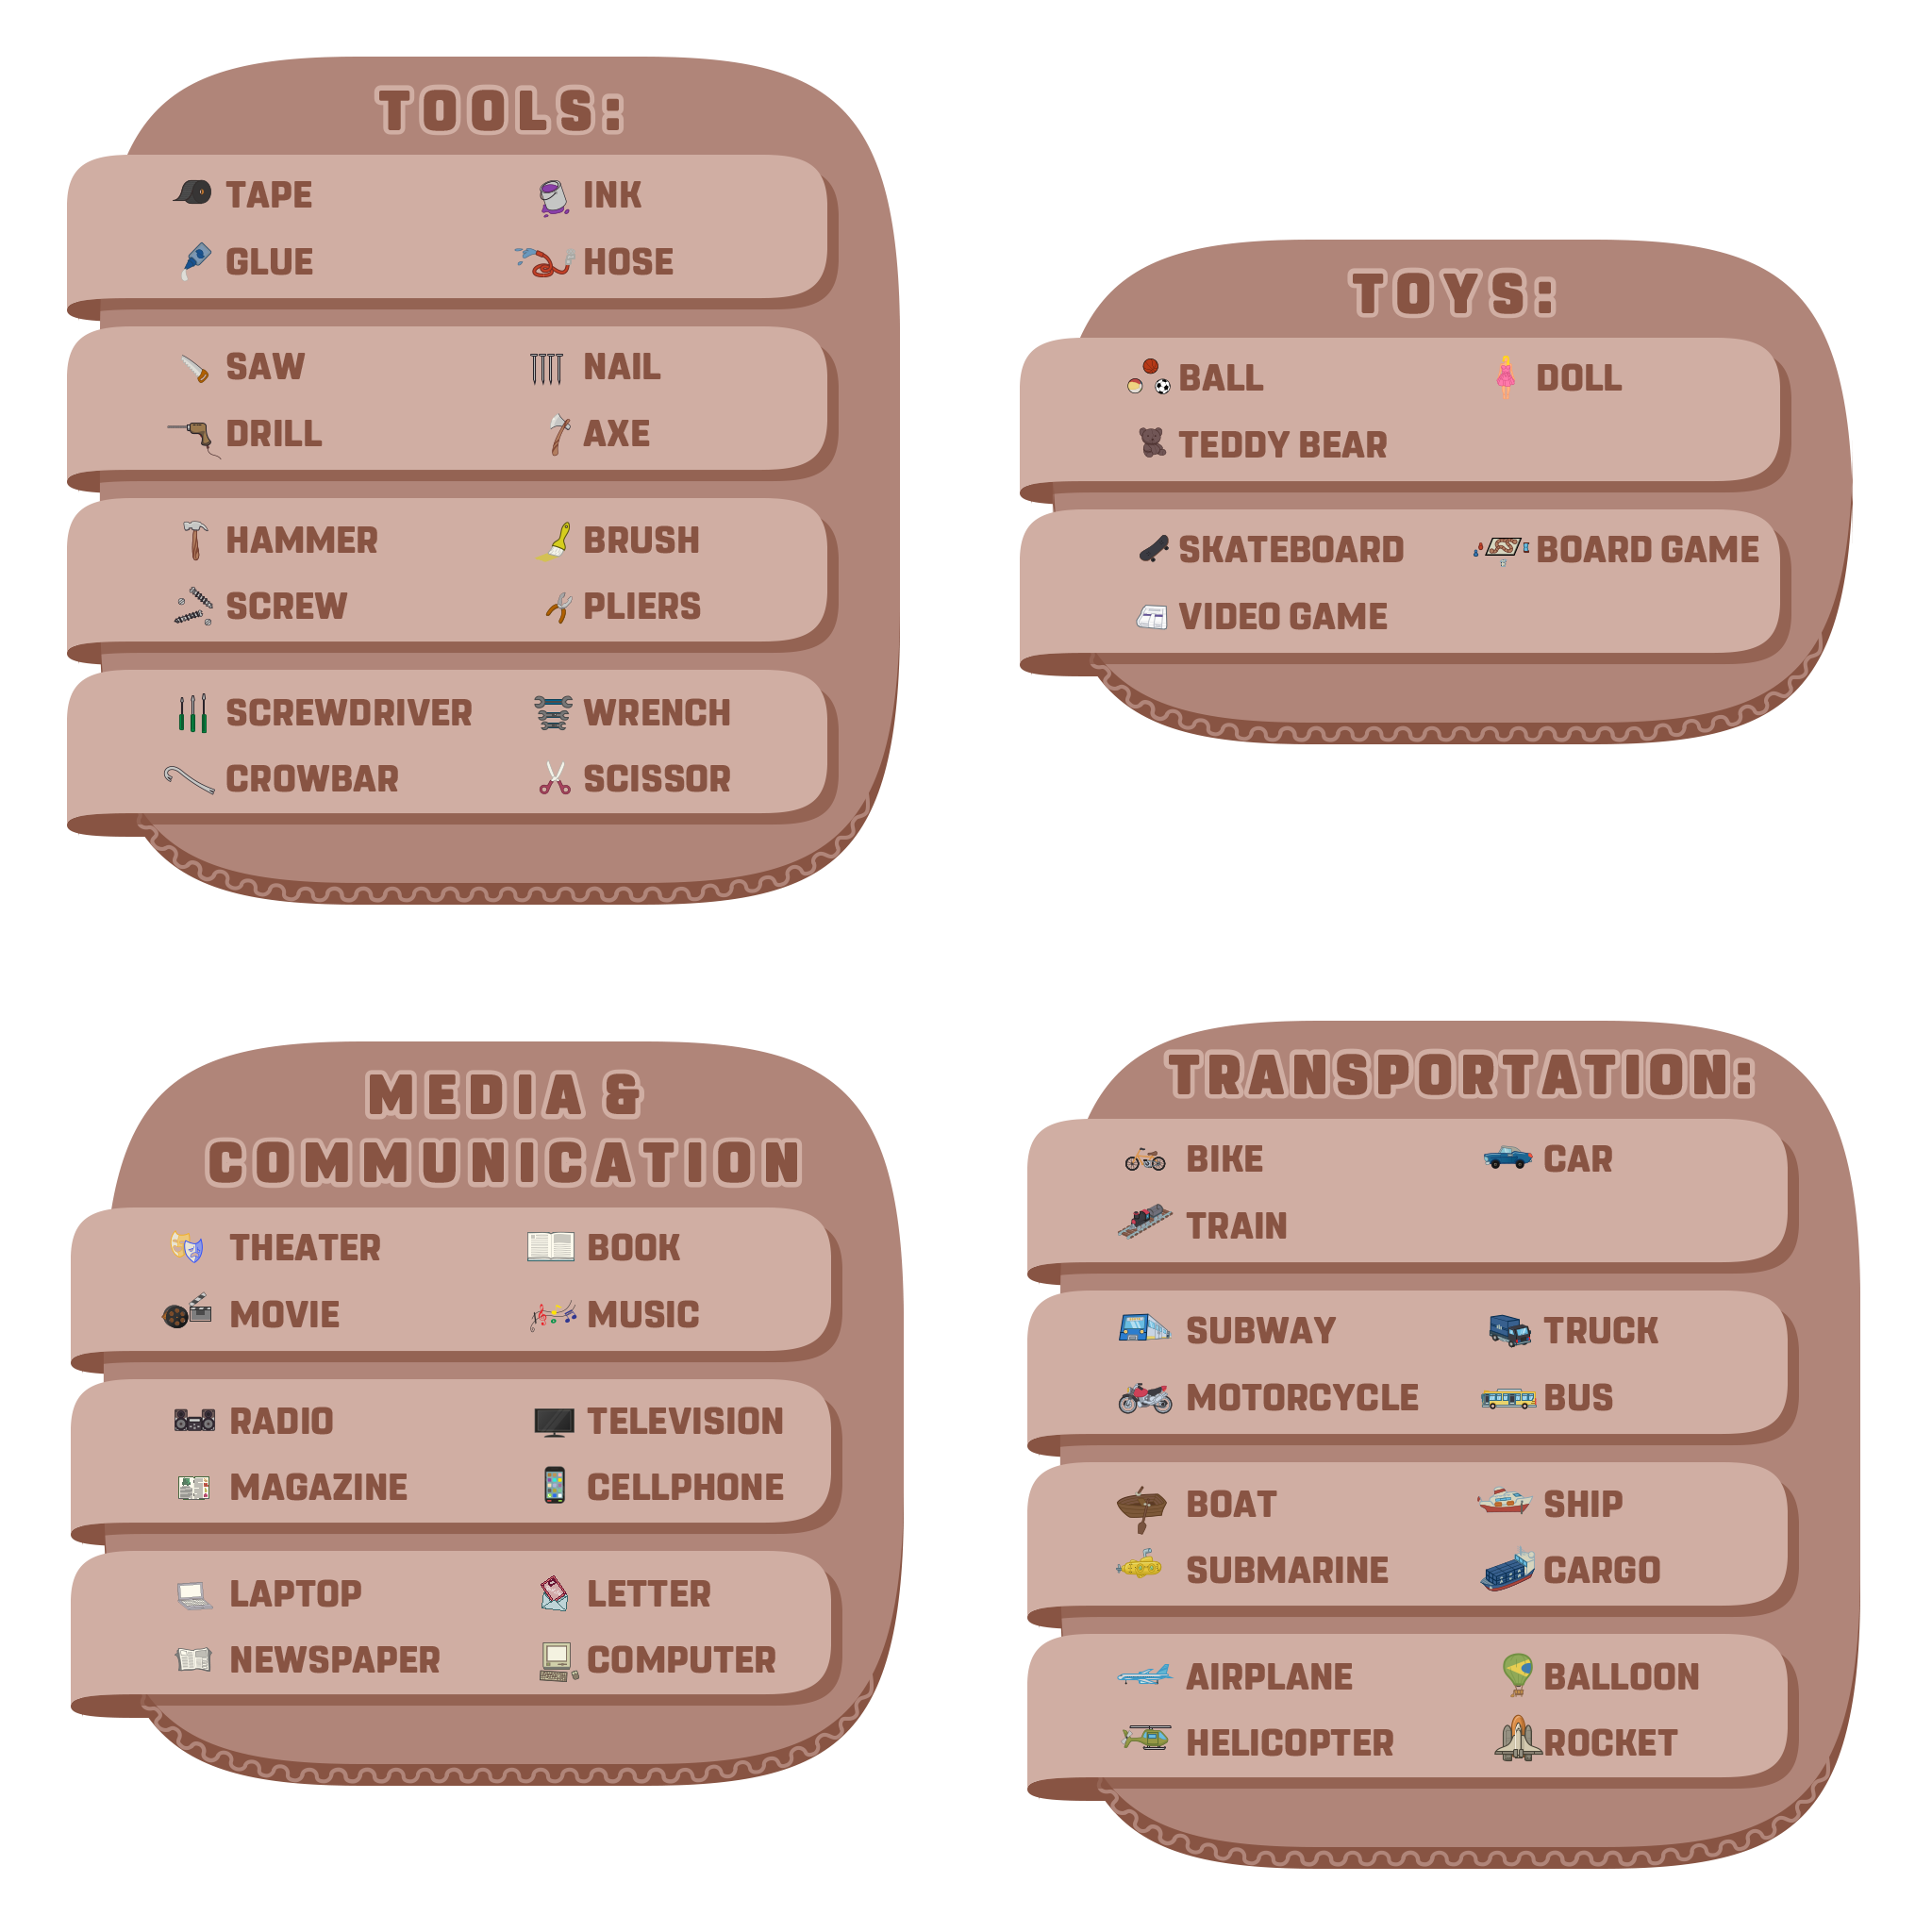 TOOLS:
TAPE INK
GLUE HOSE
SAW NAIL
DRILL AXE
HAMMER BRUSH
SCREW PLIERS
SCREWDRIVER WRENCH
CROWBAR SCISSOR
TOYS:
BALL DOLL
TEDDY BEAR
SKATEBOARD BOARD GAME
VIDEO GAME
MEDIA &
COMMUNICATION
THEATER BOOK
MOVIE MUSIC
RADIO TELEVISION
MAGAZINE CELLPHONE
LAPTOP LETTER
NEWSPAPER COMPUTER
TRANSPORTATION:
BIKE CAR
TRAIN
SUBWAY TRUCK
MOTORCYCLE BUS
BOAT SHIP
SUBMARINE CARGO
AIRPLANE BALLOON
HELICOPTER ROCKET